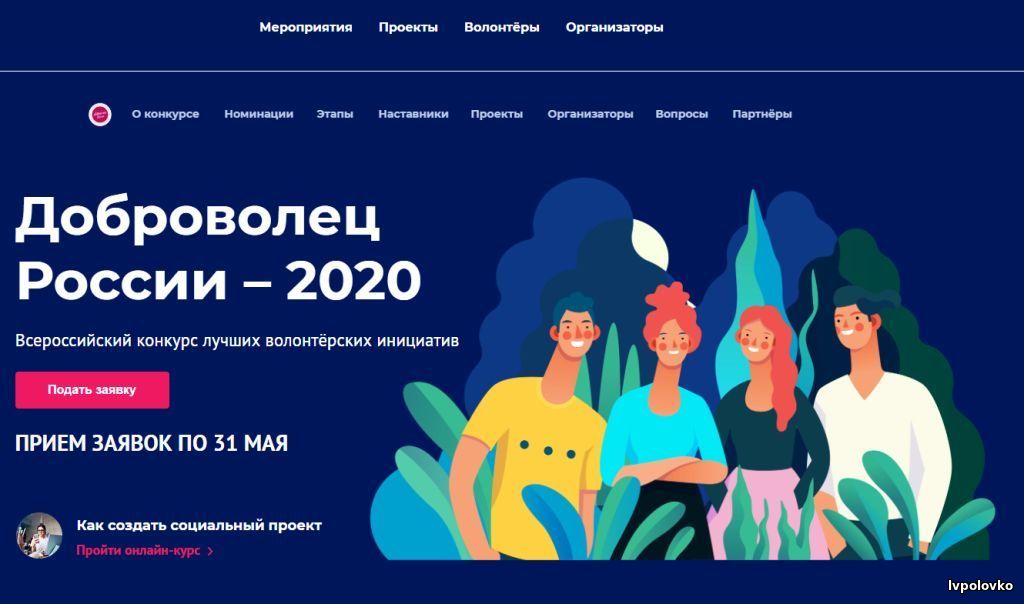 Мероприятия Проекты Волонтёры Организаторы
О конкурсе Номинации Этапы Наставники Проекты Организаторы Вопросы Партнёры
Доброволец
России – 2020
Всероссийский конкурс лучших волонтёрских инициатив
Подать заявку
ПРИЕМ ЗАЯВОК ПО 31 МАЯ
Как создать социальный проект
Пройти онлайн-курс >
lvpolovko